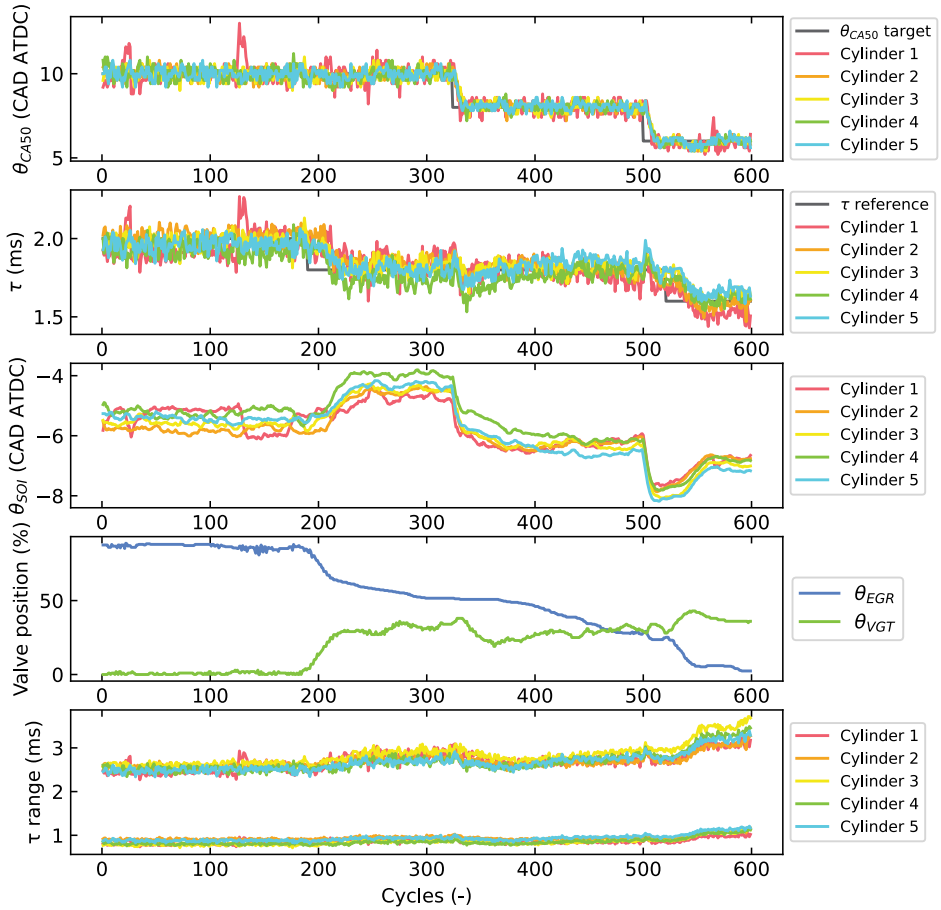 θ_CA50 (CAD ATDC)
10
5
0 100 200 300 400 500 600
θ_CA50 target
Cylinder 1
Cylinder 2
Cylinder 3
Cylinder 4
Cylinder 5
τ (ms)
2.0
1.5
0 100 200 300 400 500 600
τ reference
Cylinder 1
Cylinder 2
Cylinder 3
Cylinder 4
Cylinder 5
θ_SOI (CAD ATDC)
−4
−6
−8
0 100 200 300 400 500 600
Cylinder 1
Cylinder 2
Cylinder 3
Cylinder 4
Cylinder 5
Valve position (%)
50
0
0 100 200 300 400 500 600
θ_EGR
θ_VGT
τ range (ms)
3
2
1
0 100 200 300 400 500 600
Cycles (-)
Cylinder 1
Cylinder 2
Cylinder 3
Cylinder 4
Cylinder 5